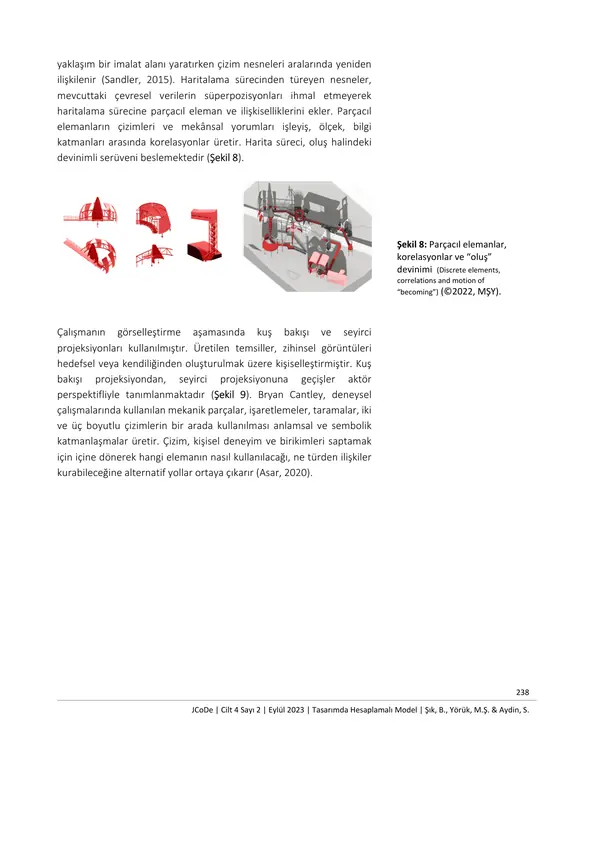 yaklaşım bir imalat alanı yaratırken çizim nesneleri aralarında yeniden
ilişkilenir (Sandler, 2015). Haritalama sürecinden türeyen nesneler,
mevcuttaki çevresel verilerin süperpozisyonları ihmal etmeyerek
haritalama sürecine parçacıl eleman ve ilişkiselliklerini ekler. Parçacıl
elemanların çizimleri ve mekânsal yorumları işleyiş, ölçek, bilgi
katmanları arasında korelasyonlar üretir. Harita süreci, oluş halindeki
devinimli serüveni beslemektedir (Şekil 8).
Şekil 8: Parçacıl elemanlar,
korelasyonlar ve “oluş”
devinimi (Discrete elements,
correlations and motion of
“becoming”) (©2022, MŞY).
Çalışmanın görselleştirme aşamasında kuş bakışı ve seyirci
projeksiyonları kullanılmıştır. Üretilen temsiller, zihinsel görüntüleri
hedefsel veya kendiliğinden oluşturulmak üzere kişiselleştirmiştir. Kuş
bakışı projeksiyondan, seyirci projeksiyonuna geçişler aktör
perspektifliyle tanımlanmaktadır (Şekil 9). Bryan Cantley, deneysel
çalışmalarında kullanılan mekanik parçalar, işaretlemeler, taramalar, iki
ve üç boyutlu çizimlerin bir arada kullanılması anlamsal ve sembolik
katmanlaşmalar üretir. Çizim, kişisel deneyim ve birikimleri saptamak
için içine dönerek hangi elemanın nasıl kullanılacağı, ne türden ilişkiler
kurabileceğine alternatif yollar ortaya çıkarır (Asar, 2020).
238
JCoDe | Cilt 4 Sayı 2 | Eylül 2023 | Tasarımda Hesaplamalı Model | Şık, B., Yörük, M.Ş. & Aydin, S.